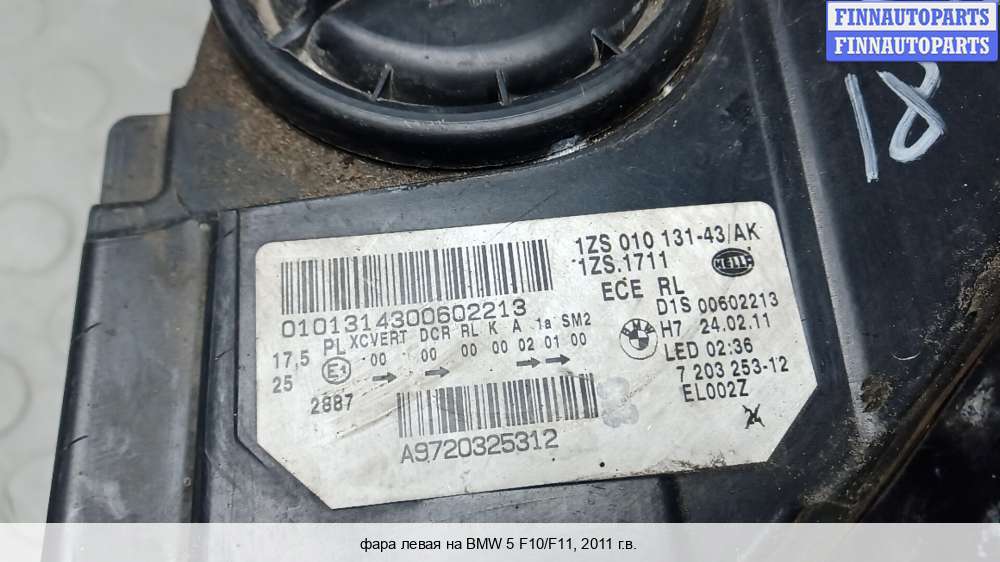 FINNAUTOPARTS
FINNAUTOPARTS
18
1ZS 010 131-43/AK
1ZS.1711
HELLA
ECE RL
0101314300602213
D1S 00602213
17,5 PL XCVERT DCR RL K A 1a SM2
H7 24.02.11
00 00 00 00 02 01 00
25 E1
LED 02:36
7 203 253-12
2887
EL002Z
A9720325312
фара левая на BMW 5 F10/F11, 2011 г.в.